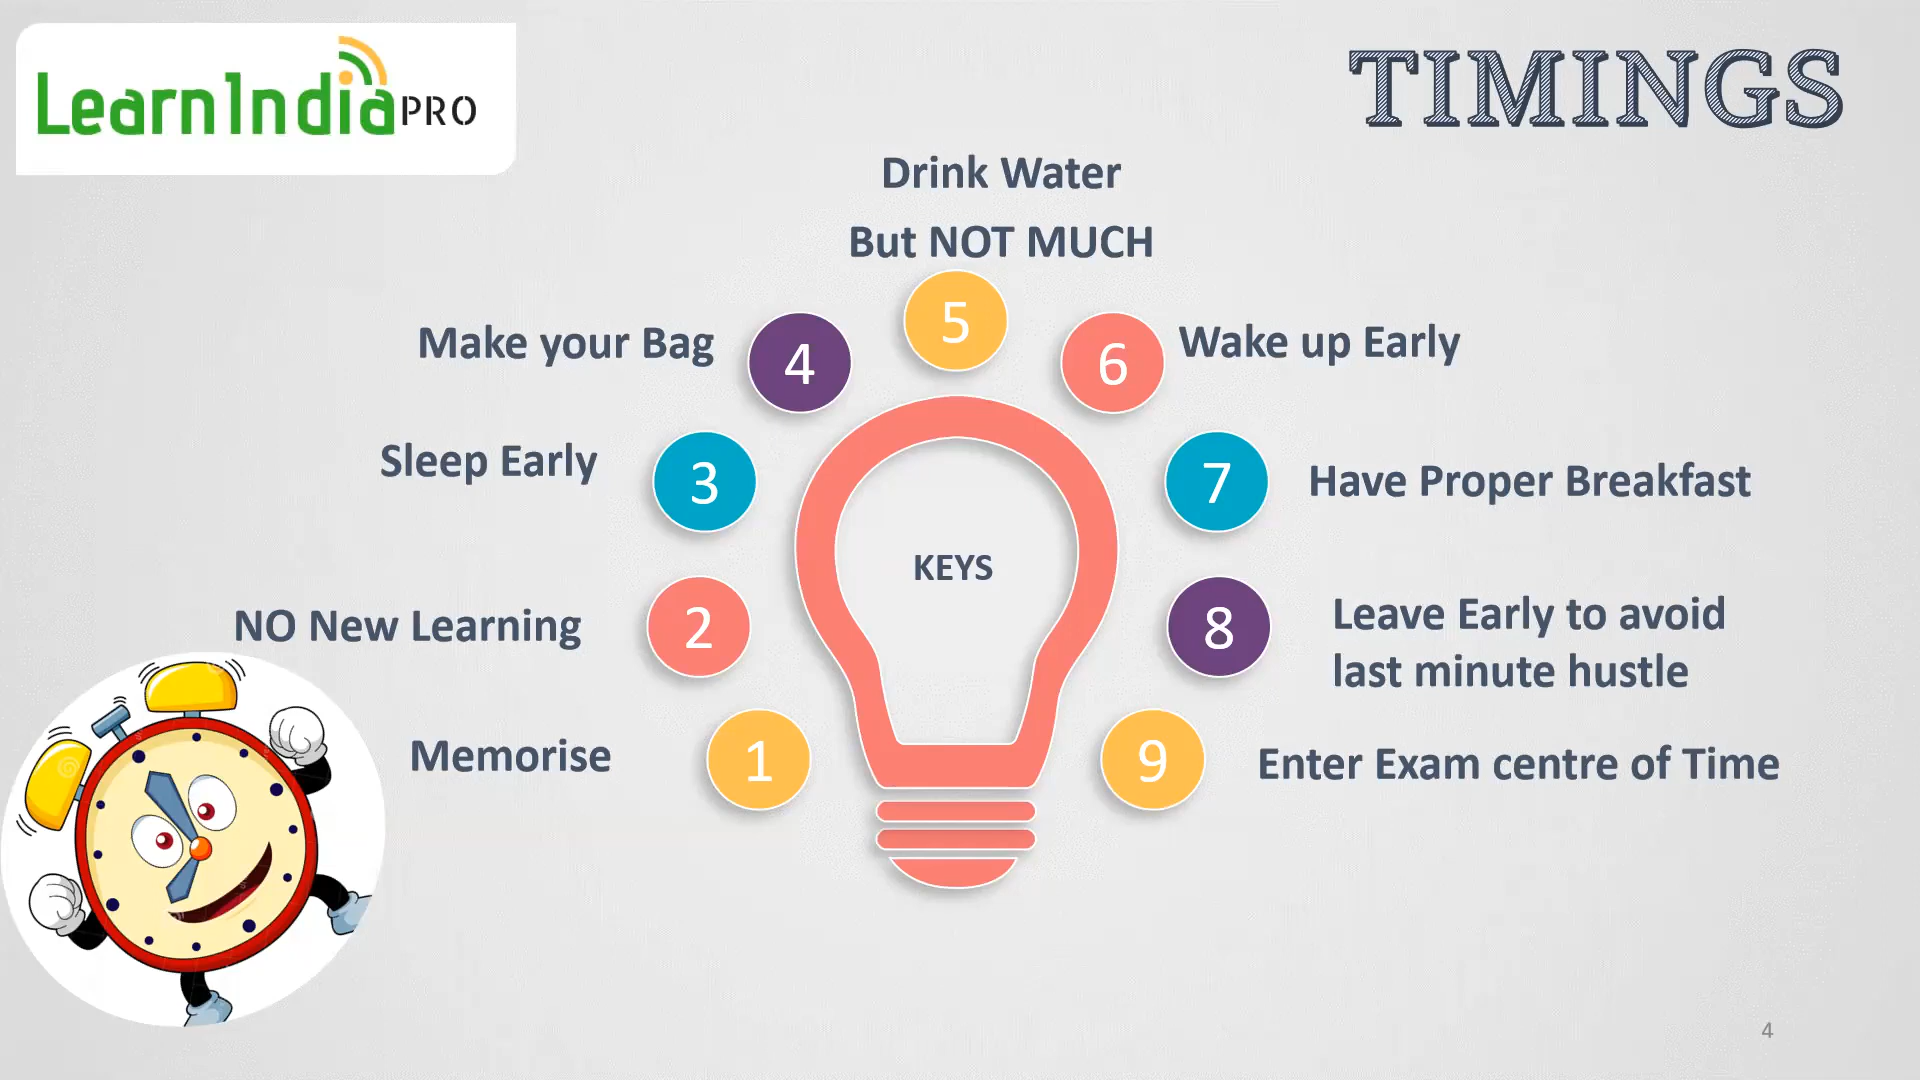 LearnIndia PRO
TIMINGS
Drink Water
But NOT MUCH
5
Make your Bag
4
6
Wake up Early
Sleep Early
3
7
Have Proper Breakfast
KEYS
NO New Learning
2
8
Leave Early to avoid
last minute hustle
Memorise
1
9
Enter Exam centre of Time
4